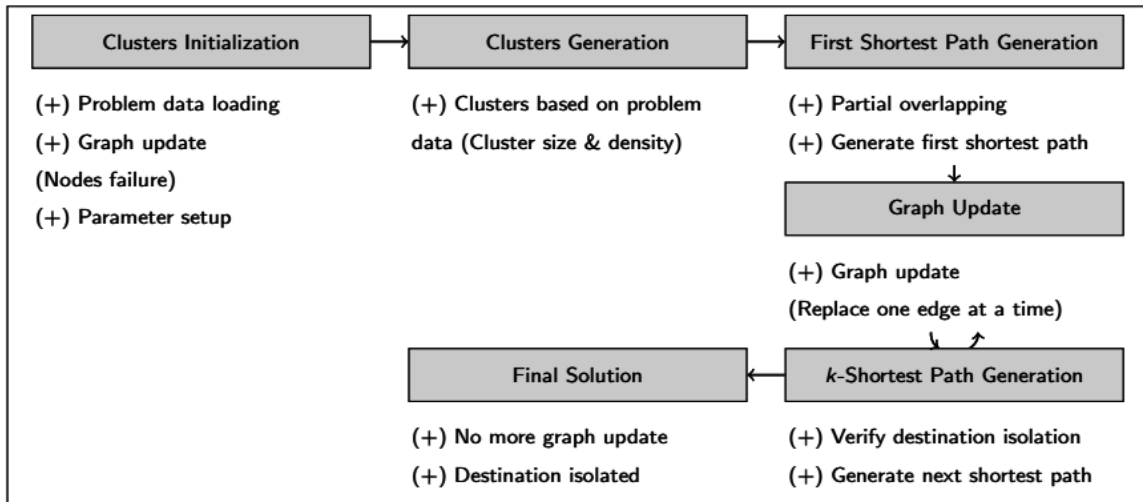 Clusters Initialization
(+) Problem data loading
(+) Graph update
(Nodes failure)
(+) Parameter setup
Clusters Generation
(+) Clusters based on problem
data (Cluster size & density)
First Shortest Path Generation
(+) Partial overlapping
(+) Generate first shortest path
Graph Update
(+) Graph update
(Replace one edge at a time)
k-Shortest Path Generation
(+) Verify destination isolation
(+) Generate next shortest path
Final Solution
(+) No more graph update
(+) Destination isolated